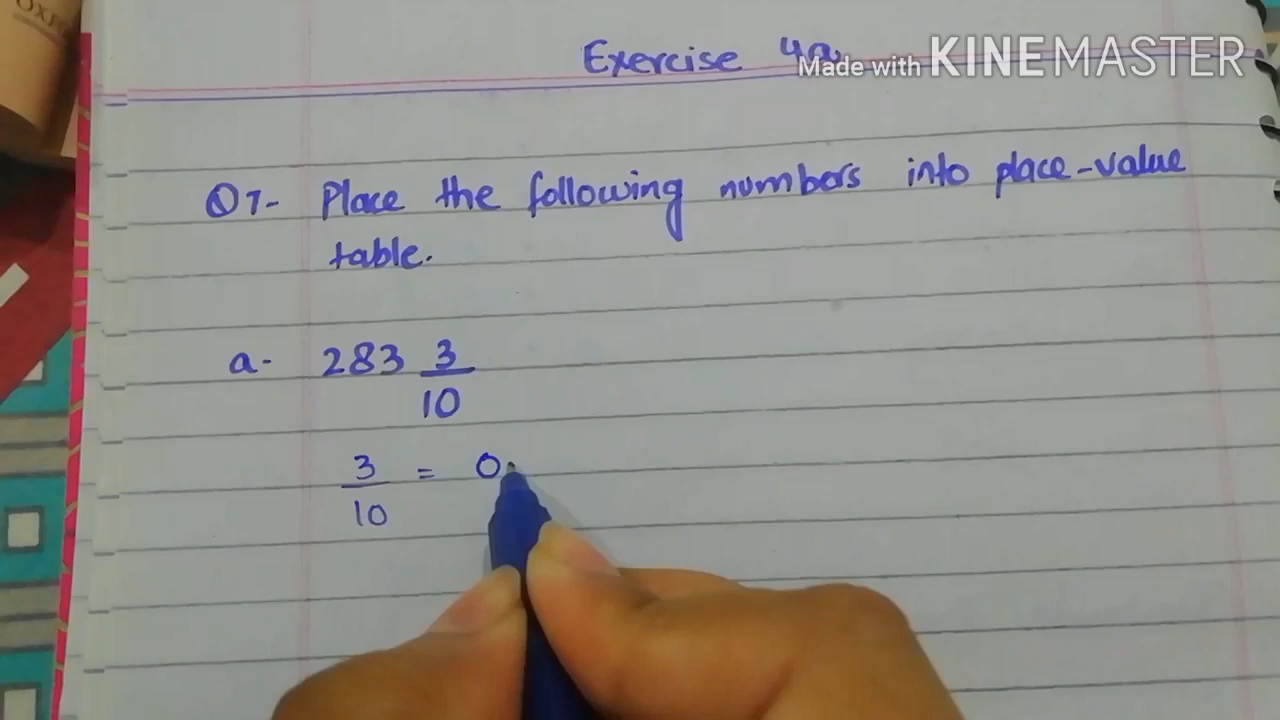 Exercise 4a
Made with KINEMASTER
Q7- Place the following numbers into place-value
table.
a- 283 3/10
3/10 = 0.